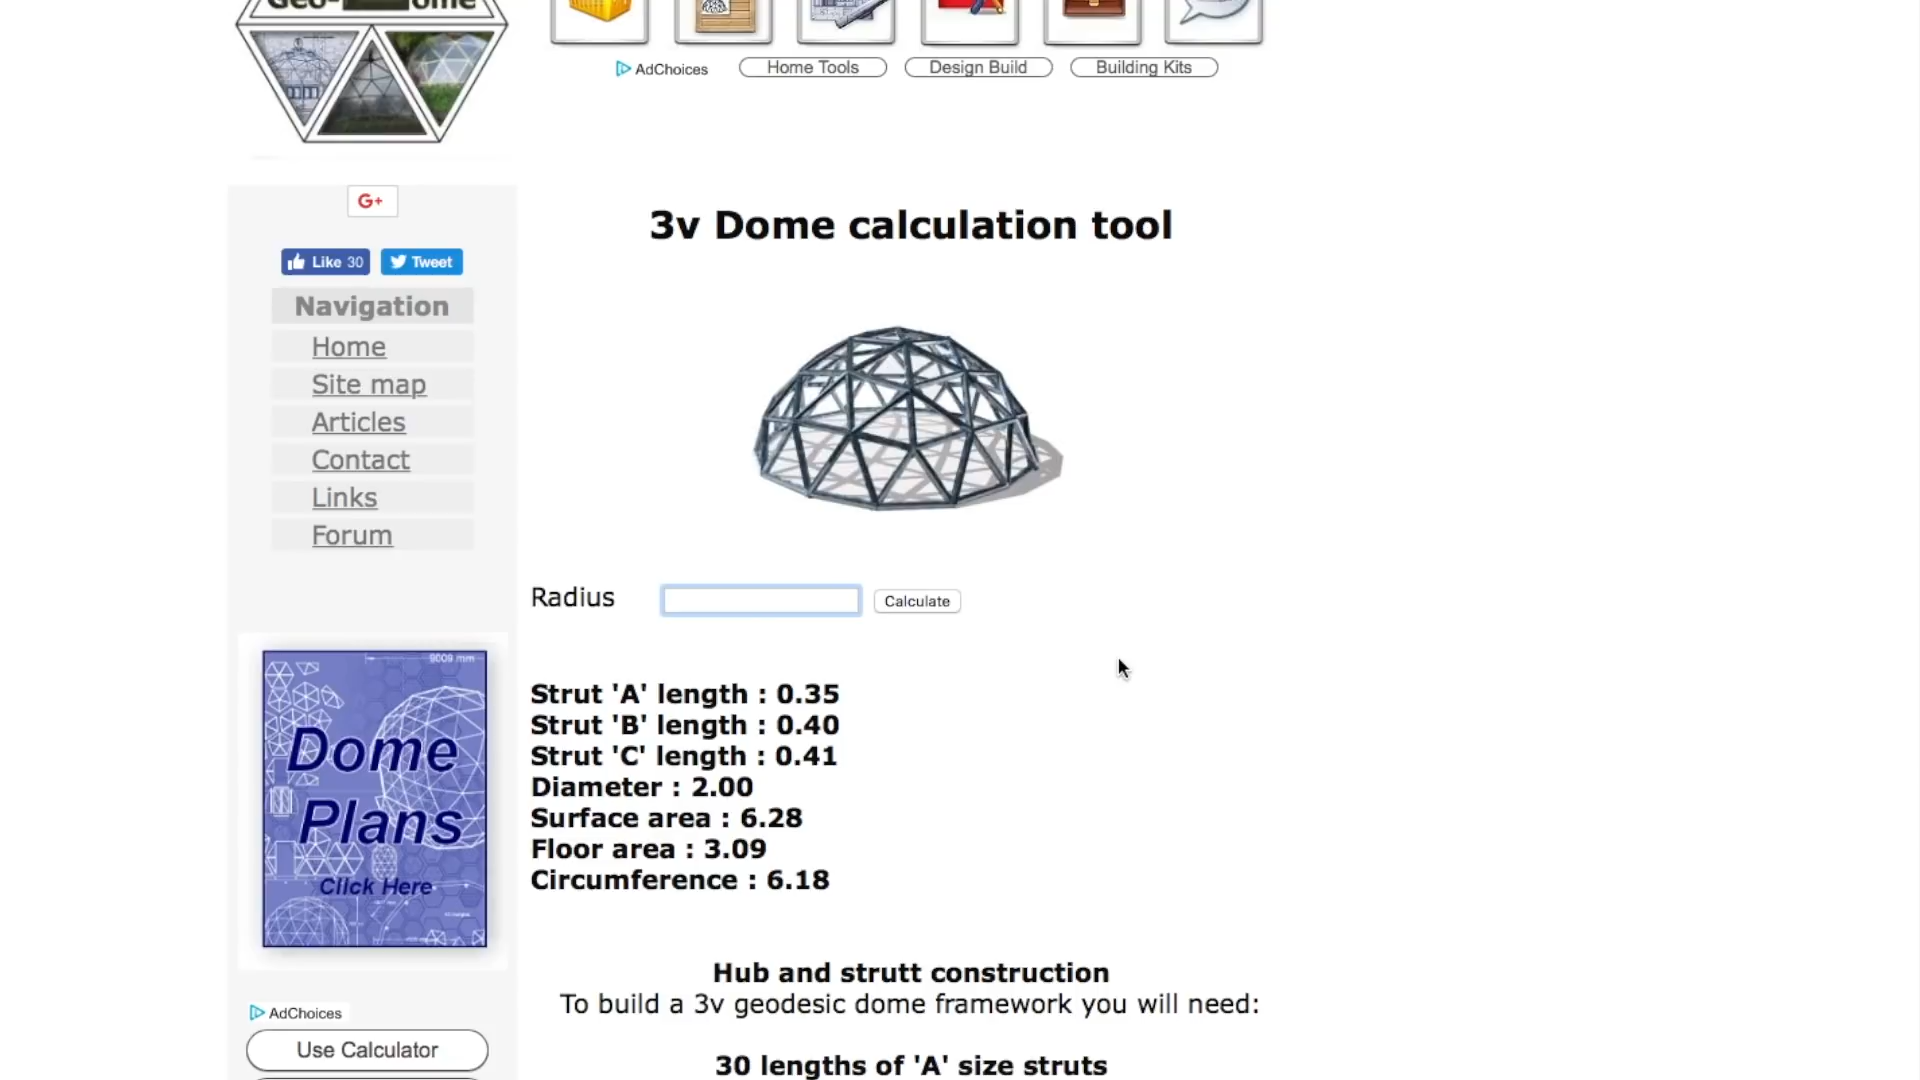 AdChoices
Home Tools
Design Build
Building Kits
G+
Like 30
Tweet
Navigation
Home
Site map
Articles
Contact
Links
Forum
3v Dome calculation tool
Radius
Calculate
Strut 'A' length : 0.35
Strut 'B' length : 0.40
Strut 'C' length : 0.41
Diameter : 2.00
Surface area : 6.28
Floor area : 3.09
Circumference : 6.18
9009 mm
Dome
Plans
Click Here
Hub and strutt construction
To build a 3v geodesic dome framework you will need:
30 lengths of 'A' size struts
AdChoices
Use Calculator